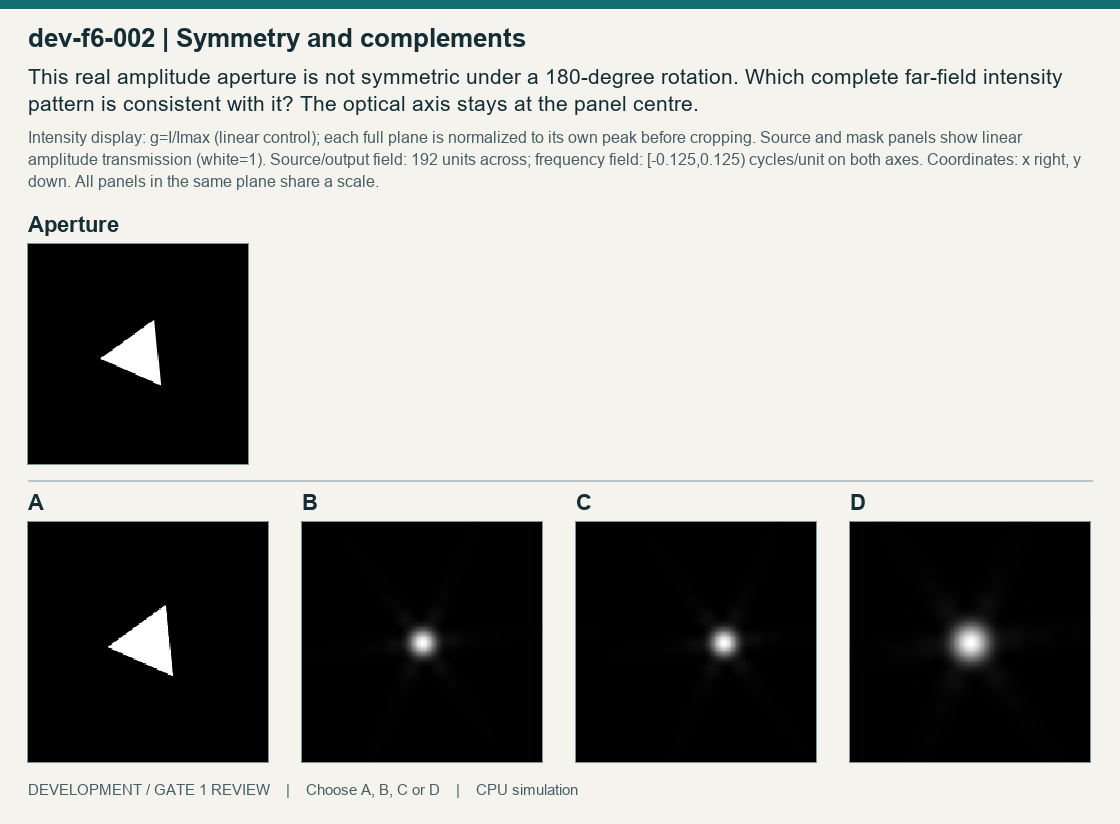 dev-f6-002 | Symmetry and complements
This real amplitude aperture is not symmetric under a 180-degree rotation. Which complete far-field intensity
pattern is consistent with it? The optical axis stays at the panel centre.
Intensity display: g=I/Imax (linear control); each full plane is normalized to its own peak before cropping. Source and mask panels show linear
amplitude transmission (white=1). Source/output field: 192 units across; frequency field: [-0.125,0.125) cycles/unit on both axes. Coordinates: x right, y
down. All panels in the same plane share a scale.
Aperture
A B C D
DEVELOPMENT / GATE 1 REVIEW | Choose A, B, C or D | CPU simulation